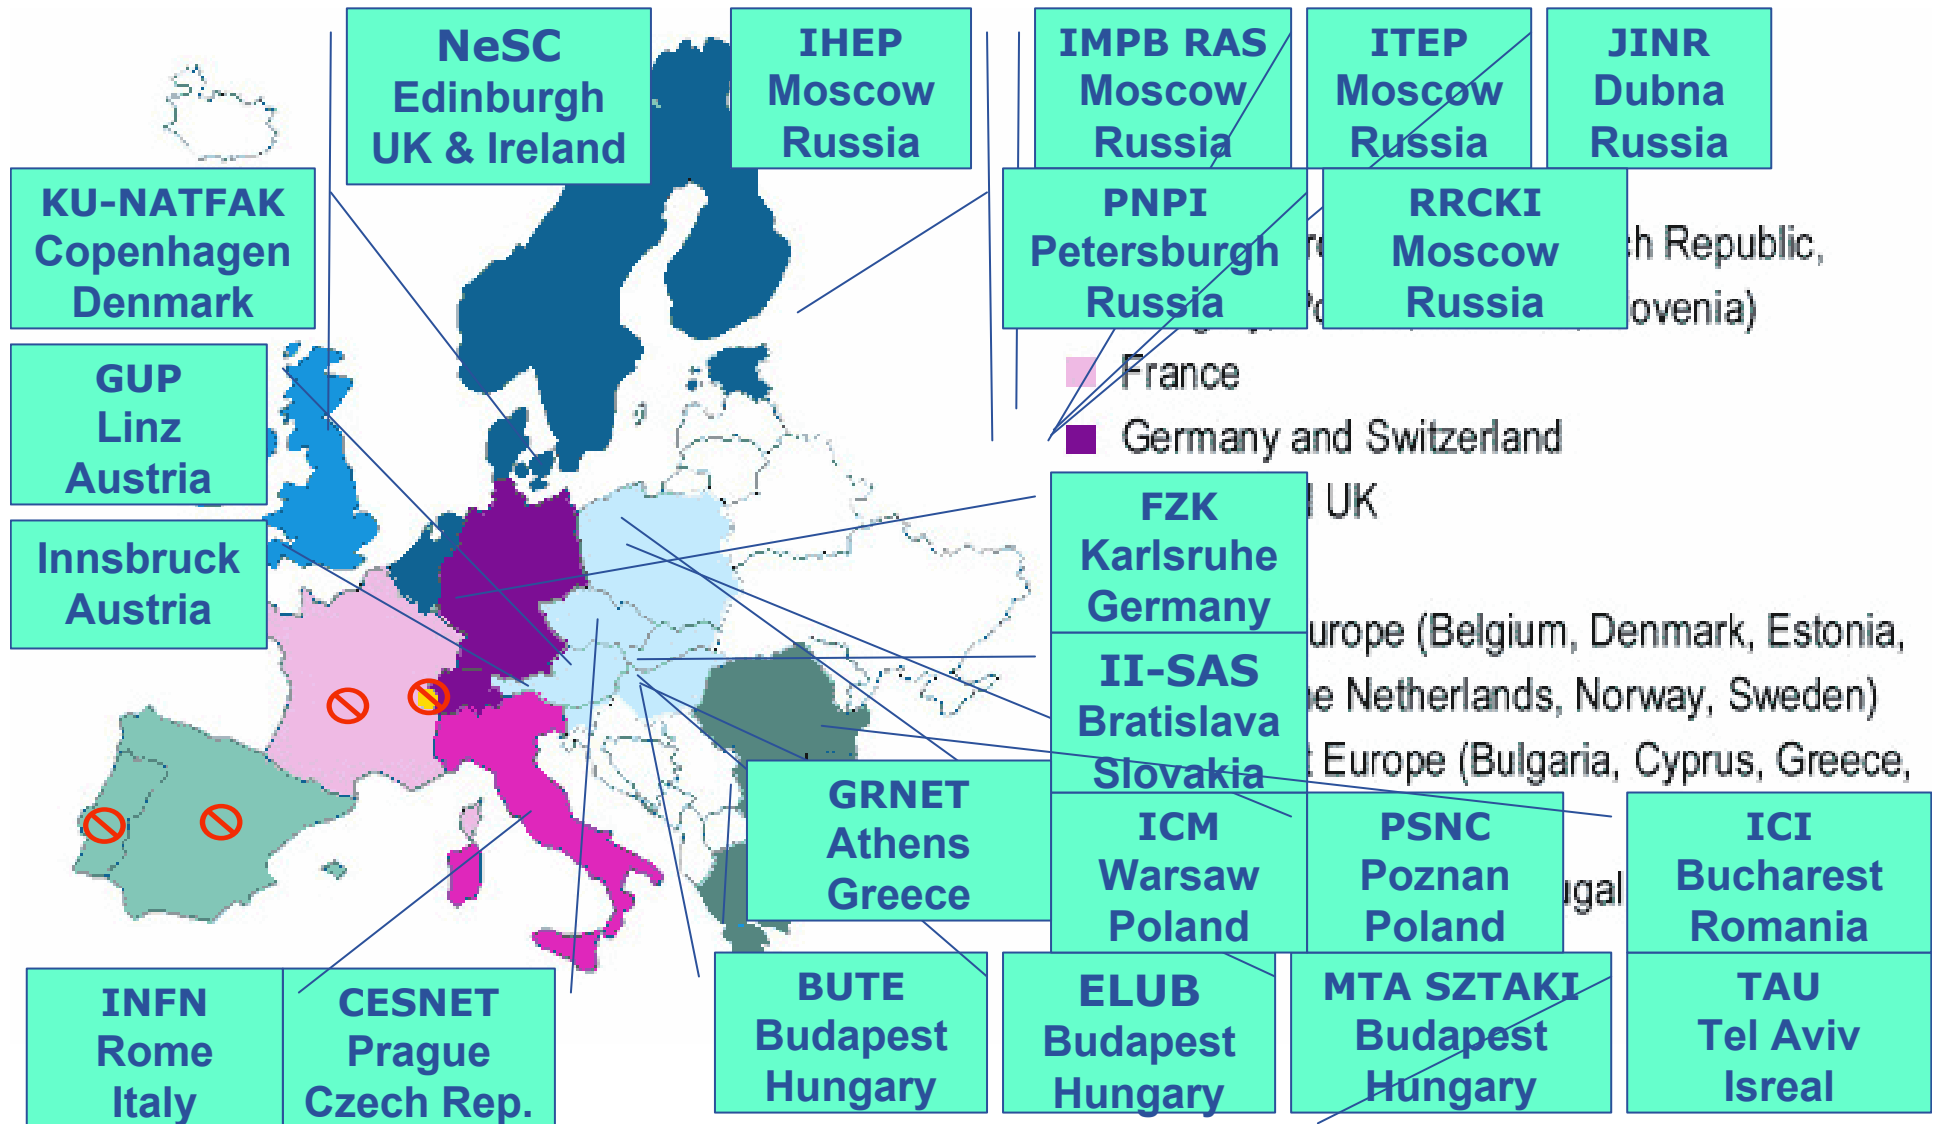 NeSC
Edinburgh
UK & Ireland
IHEP
Moscow
Russia
IMPB RAS
Moscow
Russia
ITEP
Moscow
Russia
JINR
Dubna
Russia
KU-NATFAK
Copenhagen
Denmark
PNPI
Petersburgh
Russia
RRCKI
Moscow
Russia
h Republic,
ovenia)
GUP
Linz
Austria
France
Germany and Switzerland
UK
Innsbruck
Austria
FZK
Karlsruhe
Germany
urope (Belgium, Denmark, Estonia,
e Netherlands, Norway, Sweden)
t Europe (Bulgaria, Cyprus, Greece,
II-SAS
Bratislava
Slovakia
GRNET
Athens
Greece
ICM
Warsaw
Poland
PSNC
Poznan
Poland
ugal
ICI
Bucharest
Romania
INFN
Rome
Italy
CESNET
Prague
Czech Rep.
BUTE
Budapest
Hungary
ELUB
Budapest
Hungary
MTA SZTAKI
Budapest
Hungary
TAU
Tel Aviv
Isreal